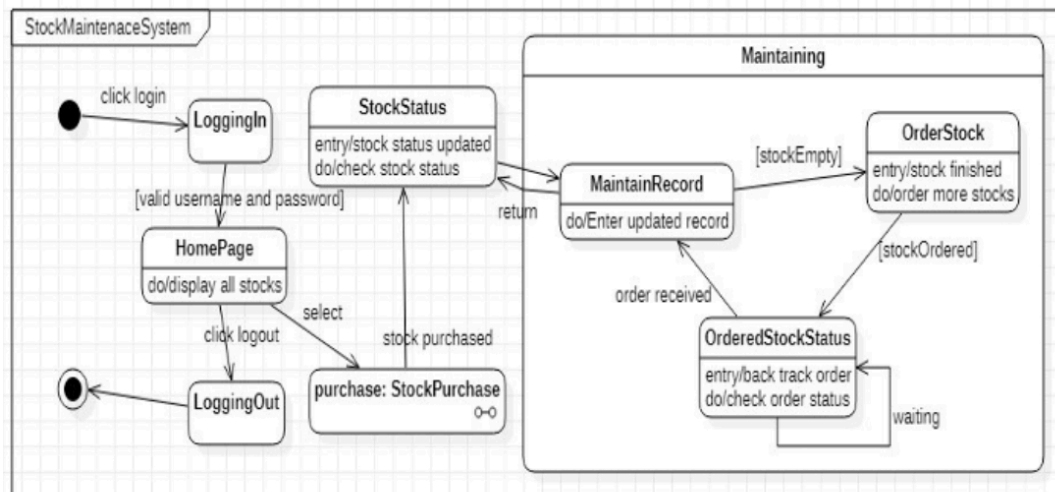 StockMaintenaceSystem
click login
LoggingIn
[valid username and password]
HomePage
do/display all stocks
click logout
LoggingOut
select
purchase: StockPurchase
stock purchased
StockStatus
entry/stock status updated
do/check stock status
return
Maintaining
MaintainRecord
do/Enter updated record
[stockEmpty]
OrderStock
entry/stock finished
do/order more stocks
[stockOrdered]
OrderedStockStatus
entry/back track order
do/check order status
waiting
order received